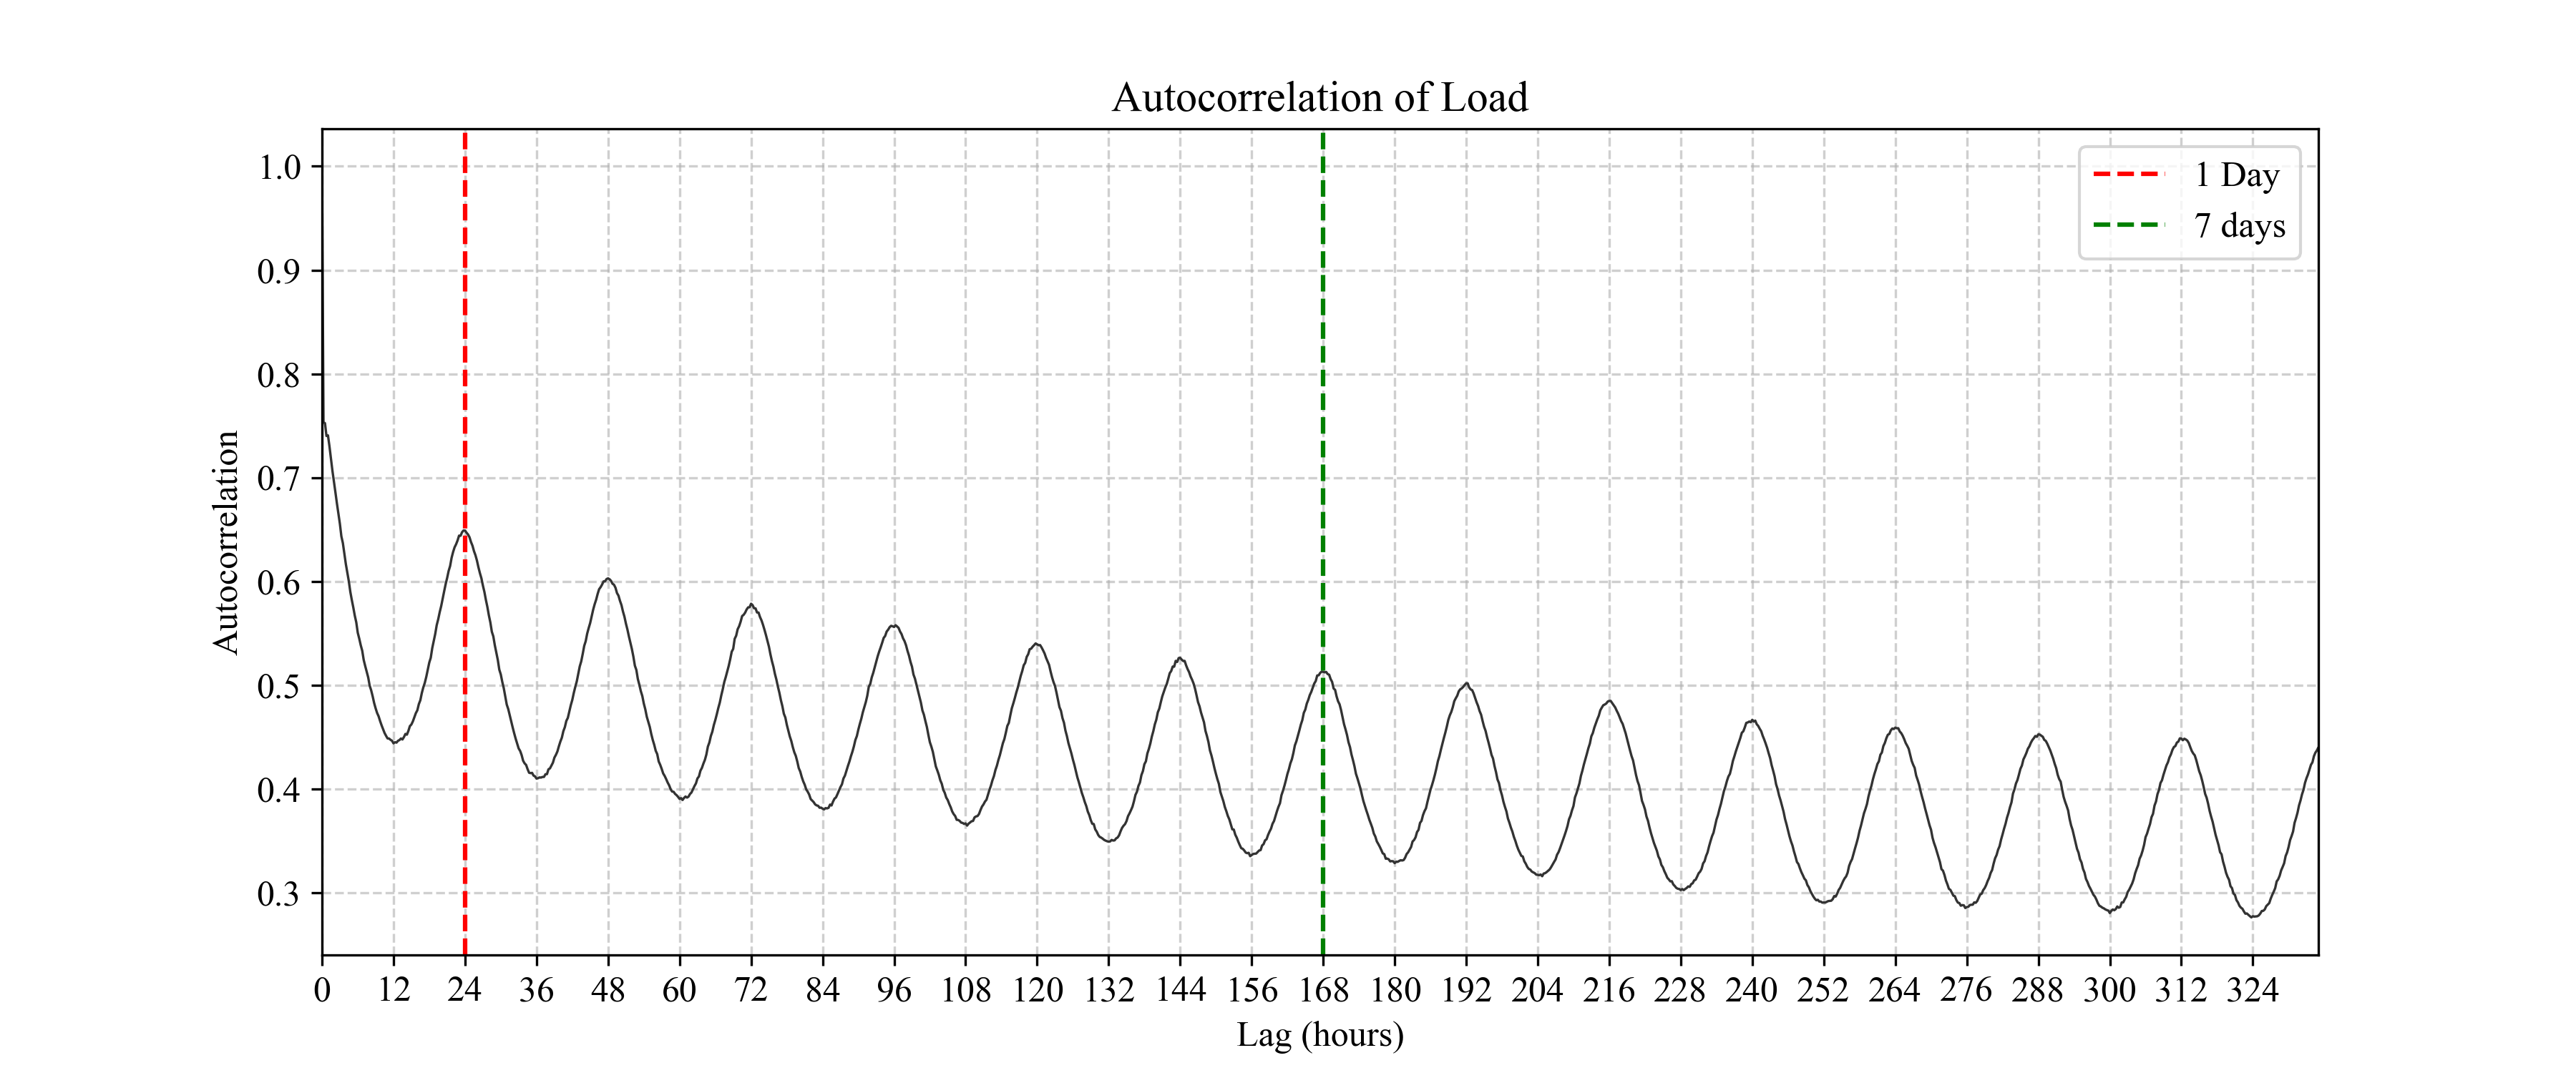 Autocorrelation of Load
1.0
0.9
0.8
0.7
0.6
0.5
0.4
0.3
Autocorrelation
1 Day
7 days
0 12 24 36 48 60 72 84 96 108 120 132 144 156 168 180 192 204 216 228 240 252 264 276 288 300 312 324
Lag (hours)